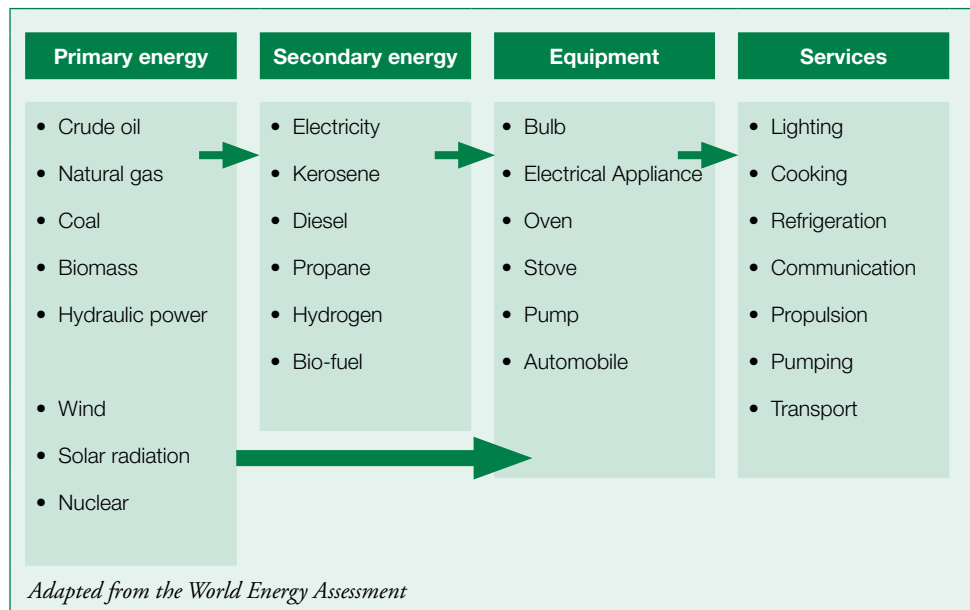 Primary energy
• Crude oil
• Natural gas
• Coal
• Biomass
• Hydraulic power
• Wind
• Solar radiation
• Nuclear
Secondary energy
• Electricity
• Kerosene
• Diesel
• Propane
• Hydrogen
• Bio-fuel
Equipment
• Bulb
• Electrical Appliance
• Oven
• Stove
• Pump
• Automobile
Services
• Lighting
• Cooking
• Refrigeration
• Communication
• Propulsion
• Pumping
• Transport
Adapted from the World Energy Assessment